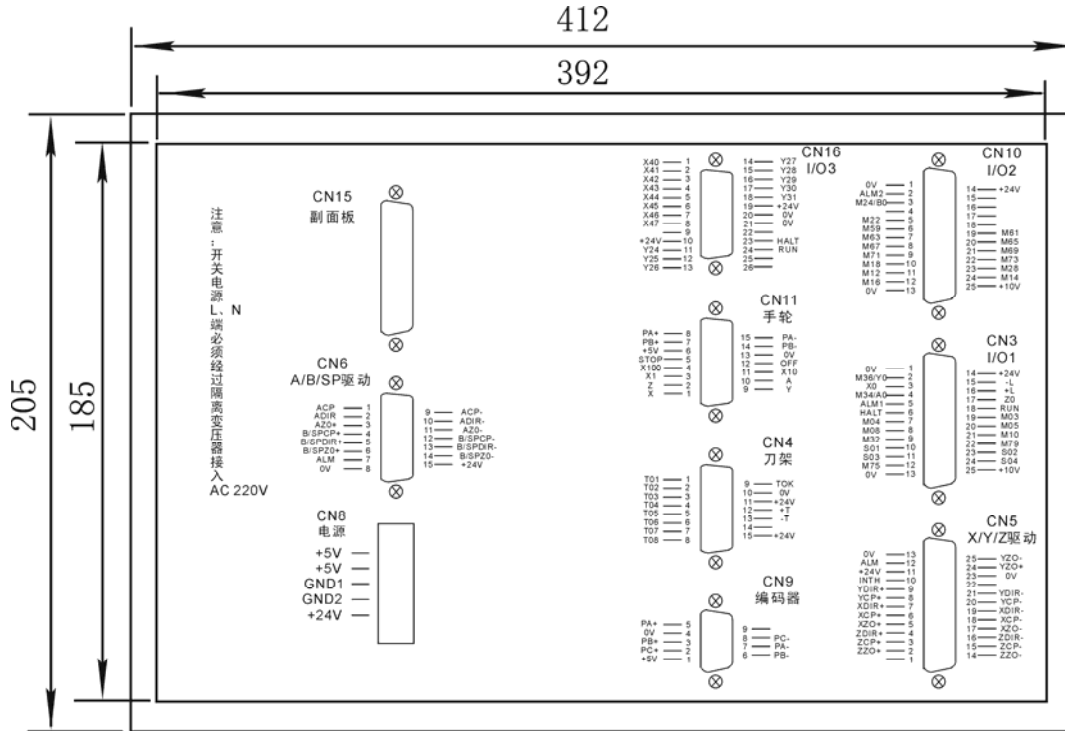 412
392
205
185
注意：开关电源L、N端必须经过隔离变压器接入
AC 220V
CN15
副面板
CN6
A/B/SP驱动
ACP 1
ADIR 2
AZ0+ 3
B/SPCP+ 4
B/SPDIR+ 5
B/SPZ0+ 6
ALM 7
0V 8
9 ACP-
10 ADIR-
11 AZ0-
12 B/SPCP-
13 B/SPDIR-
14 B/SPZ0-
15 +24V
CN8
电源
+5V
+5V
GND1
GND2
+24V
CN16
I/O3
X40 1
X41 2
X42 3
X43 4
X44 5
X45 6
X46 7
X47 8
9
+24V 10
Y24 11
Y25 12
Y26 13
14 Y27
15 Y28
16 Y29
17 Y30
18 Y31
19 +24V
20 0V
21 0V
22
23 HALT
24 RUN
25
26
CN11
手轮
PA+ 8
PB+ 7
+5V 6
STOP 5
X100 4
X1 3
Z 2
X 1
15 PA-
14 PB-
13 0V
12 OFF
11 X10
10 A
9 Y
CN4
刀架
T01 1
T02 2
T03 3
T04 4
T05 5
T06 6
T07 7
T08 8
9 TOK
10 0V
11 +24V
12 +T
13 -T
14
15 +24V
CN9
编码器
PA+ 5
0V 4
PB+ 3
PC+ 2
+5V 1
9
8 PC-
7 PA-
6 PB-
CN10
I/O2
0V 1
ALM2 2
M24/B0 3
4
M22 5
M59 6
M63 7
M67 8
M71 9
M18 10
M12 11
M16 12
0V 13
14 +24V
15
16
17
18
19 M61
20 M65
21 M69
22 M73
23 M28
24 M14
25 +10V
CN3
I/O1
0V 1
M36/Y0 2
X0 3
M34/A0 4
ALM1 5
HALT 6
M04 7
M08 8
M32 9
S01 10
S03 11
M75 12
0V 13
14 +24V
15 -L
16 +L
17 Z0
18 RUN
19 M03
20 M05
21 M10
22 M79
23 S02
24 S04
25 +10V
CN5
X/Y/Z驱动
0V 13
ALM 12
+24V 11
INTH 10
YDIR+ 9
YCP+ 8
XDIR+ 7
XCP+ 6
XZO+ 5
ZDIR+ 4
ZCP+ 3
ZZO+ 2
1
25 YZO-
24 YZO+
23 0V
22
21 YDIR-
20 YCP-
19 XDIR-
18 XCP-
17 XZO-
16 ZDIR-
15 ZCP-
14 ZZO-